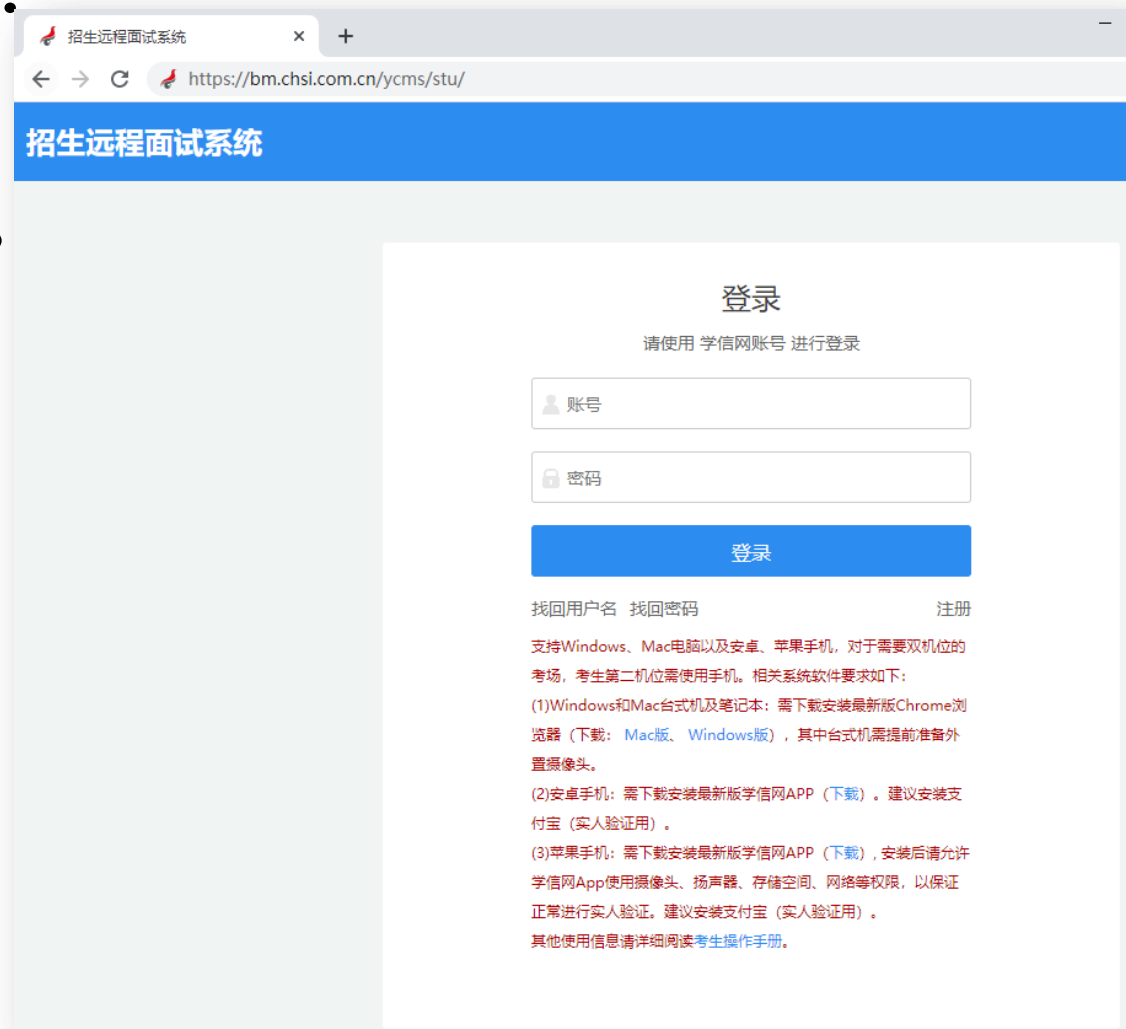 招生远程面试系统
https://bm.chsi.com.cn/ycms/stu/
招生远程面试系统
登录
请使用 学信网账号 进行登录
账号
密码
登录
找回用户名 找回密码 注册
支持Windows、Mac电脑以及安卓、苹果手机，对于需要双机位的
考场，考生第二机位需使用手机。相关系统软件要求如下：
(1)Windows和Mac台式机及笔记本：需下载安装最新版Chrome浏
览器（下载： Mac版、 Windows版），其中台式机需提前准备外
置摄像头。
(2)安卓手机：需下载安装最新版学信网APP（下载）。建议安装支
付宝（实人验证用）。
(3)苹果手机：需下载安装最新版学信网APP（下载）, 安装后请允许
学信网App使用摄像头、扬声器、存储空间、网络等权限，以保证
正常进行实人验证。建议安装支付宝（实人验证用）。
其他使用信息请详细阅读考生操作手册。